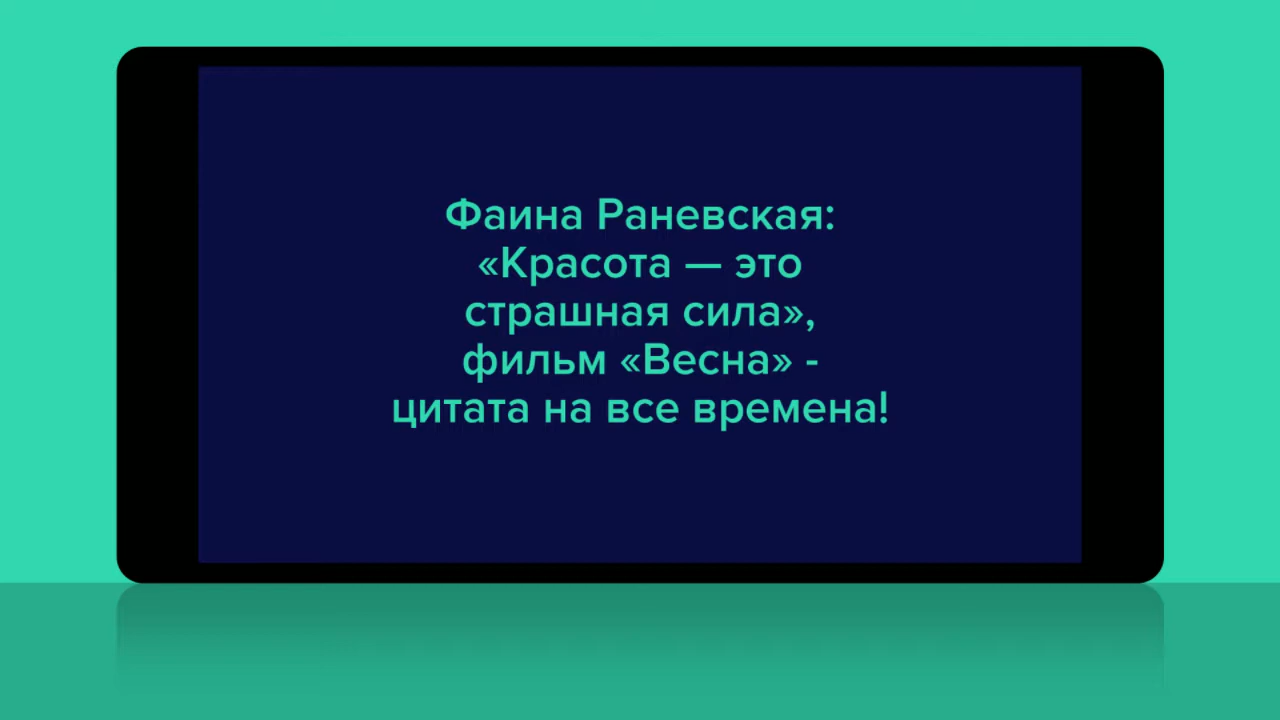 Фаина Раневская:
«Красота — это
страшная сила»,
фильм «Весна» -
цитата на все времена!